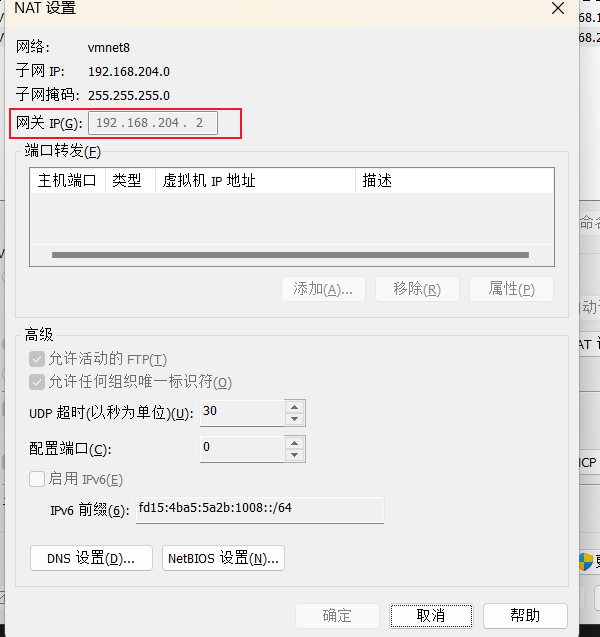 NAT 设置
网络: vmnet8
子网 IP: 192.168.204.0
子网掩码: 255.255.255.0
网关 IP(G): 192 . 168 . 204 . 2
端口转发(F)
主机端口 类型 虚拟机 IP 地址 描述
添加(A)... 移除(R) 属性(P)
高级
允许活动的 FTP(T)
允许任何组织唯一标识符(O)
UDP 超时(以秒为单位)(U): 30
配置端口(C): 0
启用 IPv6(E)
IPv6 前缀(6): fd15:4ba5:5a2b:1008::/64
DNS 设置(D)... NetBIOS 设置(N)...
确定 取消 帮助